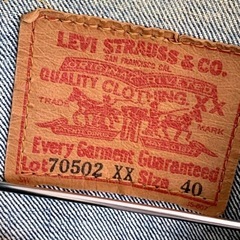 LEVI STRAUSS & CO.
SAN FRANCISCO, CAL.
QUALITY CLOTHING XX
TRADE MARK
Every Garment Guaranteed
Lot 70502 XX Size 40